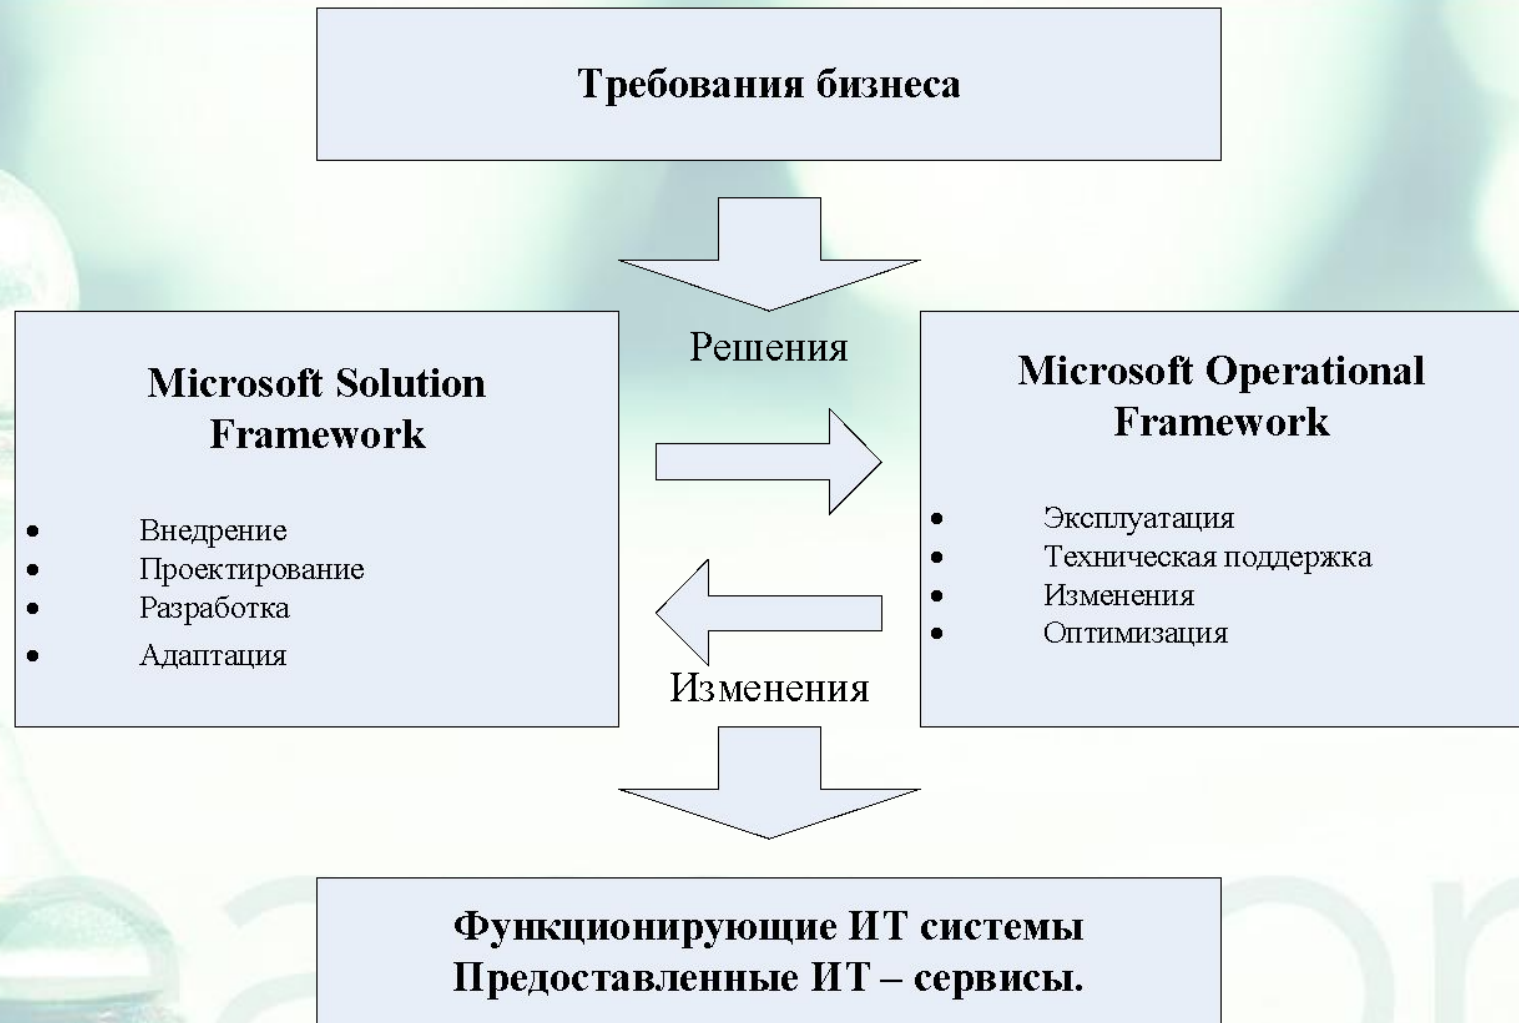 Требования бизнеса
Решения
Microsoft Solution
Framework
• Внедрение
• Проектирование
• Разработка
• Адаптация
Microsoft Operational
Framework
• Эксплуатация
• Техническая поддержка
• Изменения
• Оптимизация
Изменения
Функционирующие ИТ системы
Предоставленные ИТ – сервисы.